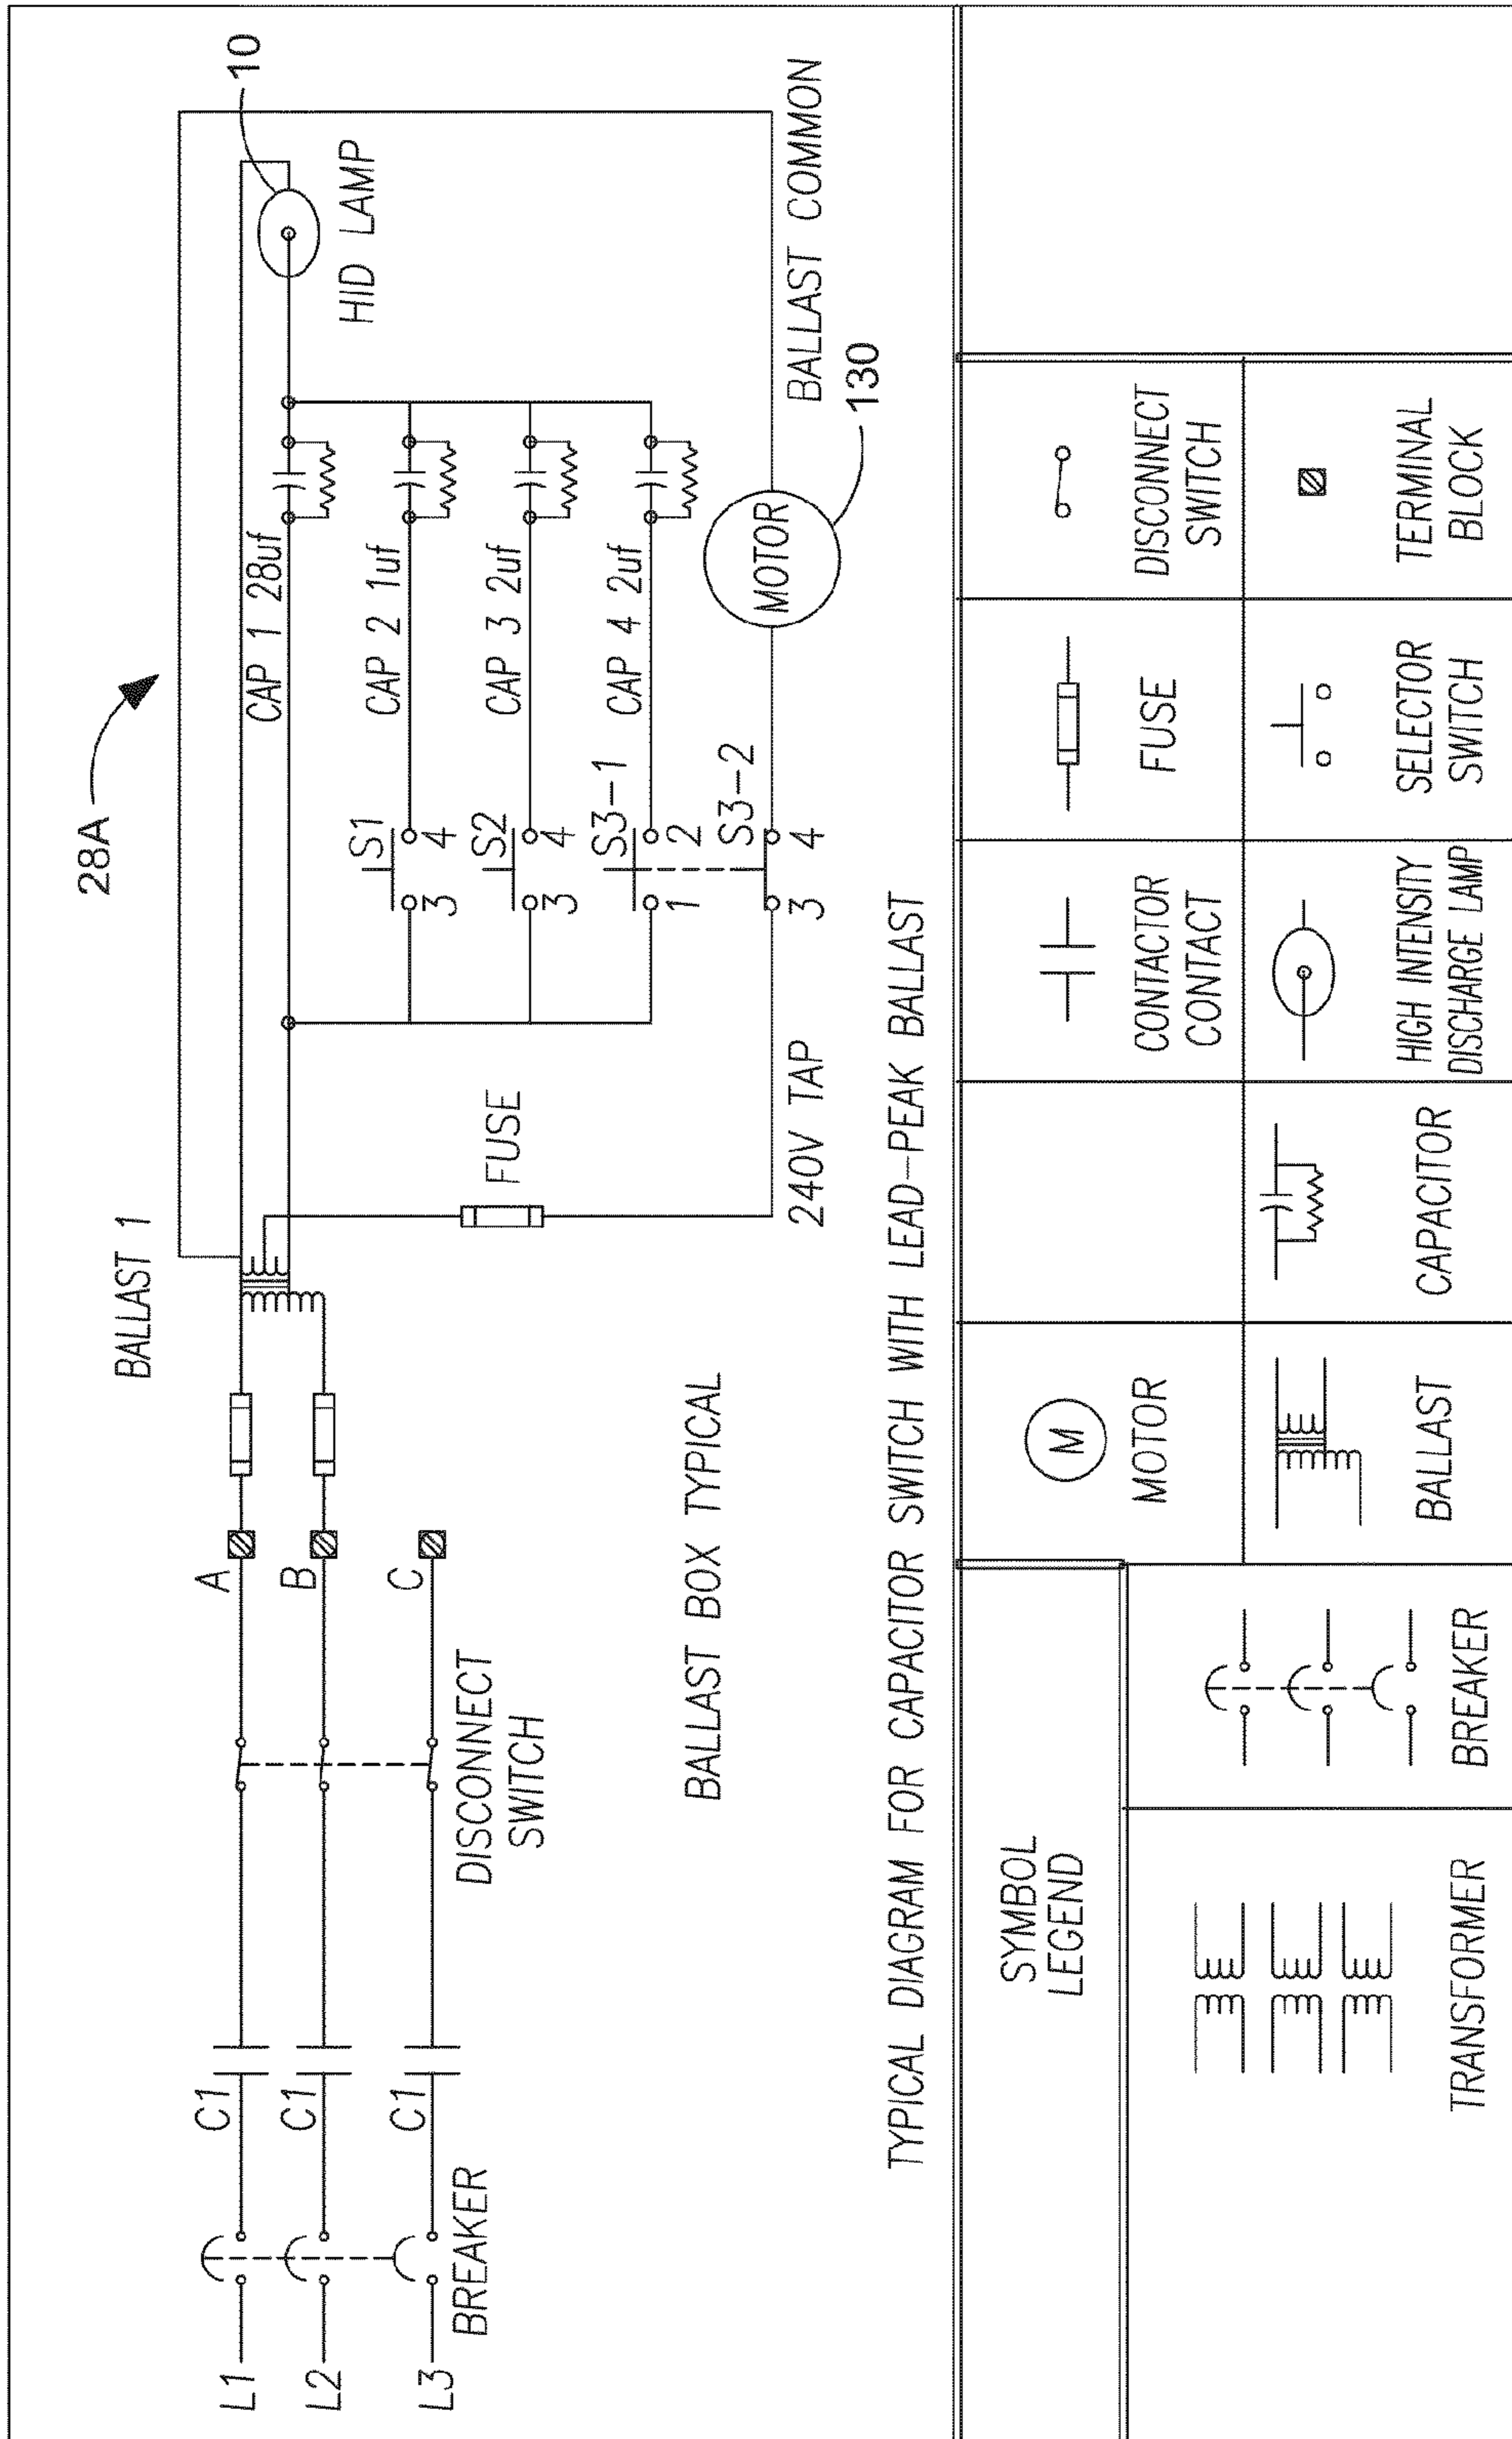 28A
10
BALLAST 1
L1
L2
L3
C1
C1
C1
BREAKER
DISCONNECT
SWITCH
A
B
C
FUSE
240V TAP
CAP 1 28uf
S1
3
4
CAP 2 1uf
S2
3
4
CAP 3 2uf
S3-1
1
2
CAP 4 2uf
S3-2
3
4
MOTOR
130
HID LAMP
BALLAST COMMON
BALLAST BOX TYPICAL
TYPICAL DIAGRAM FOR CAPACITOR SWITCH WITH LEAD-PEAK BALLAST
SYMBOL
LEGEND
M
MOTOR
CONTACTOR
CONTACT
FUSE
DISCONNECT
SWITCH
TRANSFORMER
BREAKER
BALLAST
CAPACITOR
HIGH INTENSITY
DISCHARGE LAMP
SELECTOR
SWITCH
TERMINAL
BLOCK